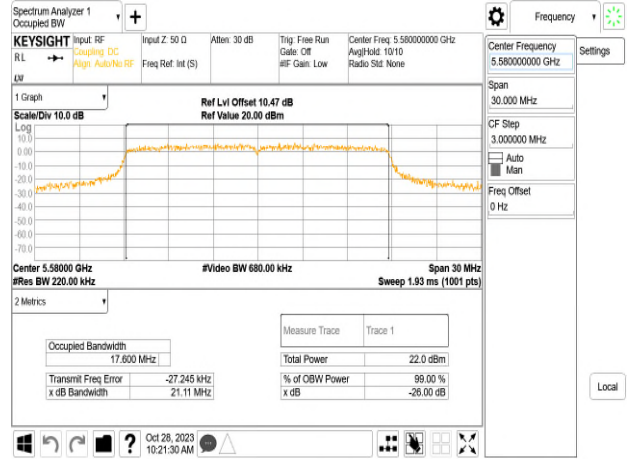 Spectrum Analyzer 1
Occupied BW
+
Frequency
KEYSIGHT
Input: RF
Input Z: 50 Ω
Atten: 30 dB
Trig: Free Run
Center Freq: 5.580000000 GHz
RL
Coupling: DC
Gate: Off
Avg|Hold: 10/10
Align: Auto/No RF
Freq Ref: Int (S)
#IF Gain: Low
Radio Std: None
Center Frequency
5.580000000 GHz
Settings
Span
30.000 MHz
CF Step
3.000000 MHz
Auto
Man
Freq Offset
0 Hz
Local
1 Graph
Ref Lvl Offset 10.47 dB
Scale/Div 10.0 dB
Ref Value 20.00 dBm
Log
10.0
0.00
-10.0
-20.0
-30.0
-40.0
-50.0
-60.0
-70.0
Center 5.58000 GHz
#Video BW 680.00 kHz
Span 30 MHz
#Res BW 220.00 kHz
Sweep 1.93 ms (1001 pts)
2 Metrics
Measure Trace
Trace 1
Occupied Bandwidth
17.600 MHz
Total Power
22.0 dBm
Transmit Freq Error
-27.245 kHz
% of OBW Power
99.00 %
x dB Bandwidth
21.11 MHz
x dB
-26.00 dB
?
Oct 28, 2023
10:21:30 AM